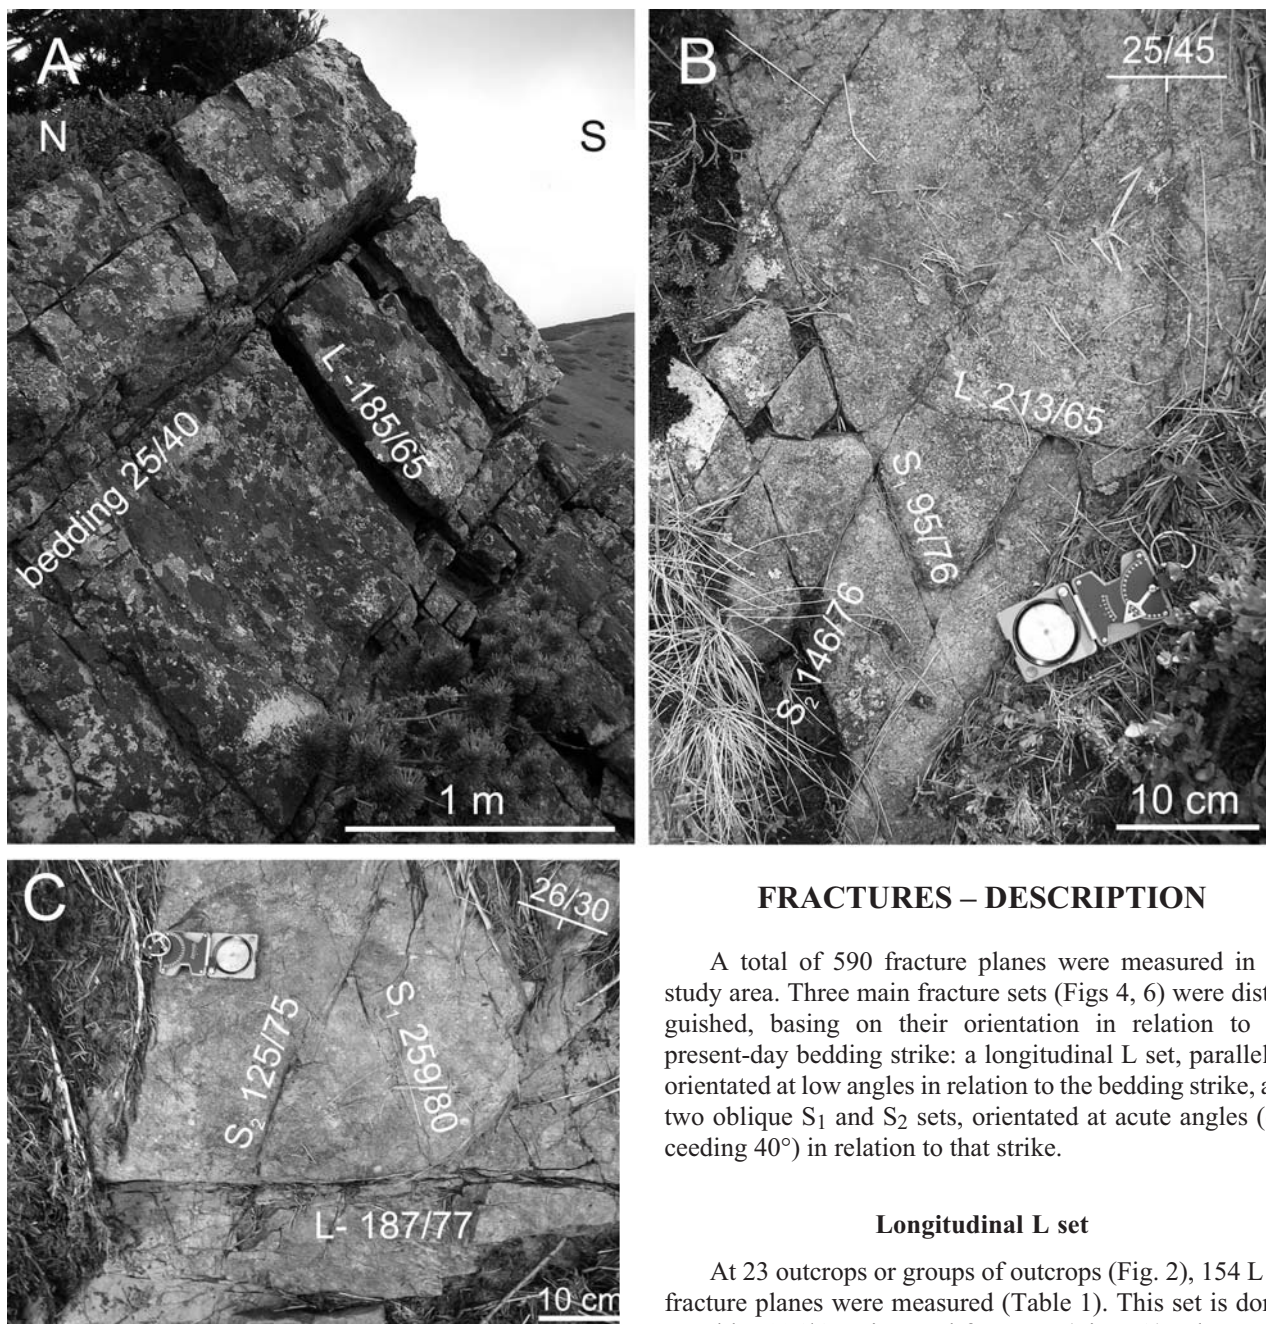 A
N
S
L -185/65
bedding 25/40
1 m
B
25/45
L -213/65
S₁ 95/76
S₂ 146/76
10 cm
C
26/30
S₂ 125/75
S₁ 259/80
L- 187/77
10 cm
FRACTURES – DESCRIPTION
A total of 590 fracture planes were measured in
study area. Three main fracture sets (Figs 4, 6) were dist
guished, basing on their orientation in relation to
present-day bedding strike: a longitudinal L set, parallel
orientated at low angles in relation to the bedding strike, a
two oblique S₁ and S₂ sets, orientated at acute angles (
ceeding 40°) in relation to that strike.
Longitudinal L set
At 23 outcrops or groups of outcrops (Fig. 2), 154 L
fracture planes were measured (Table 1). This set is don